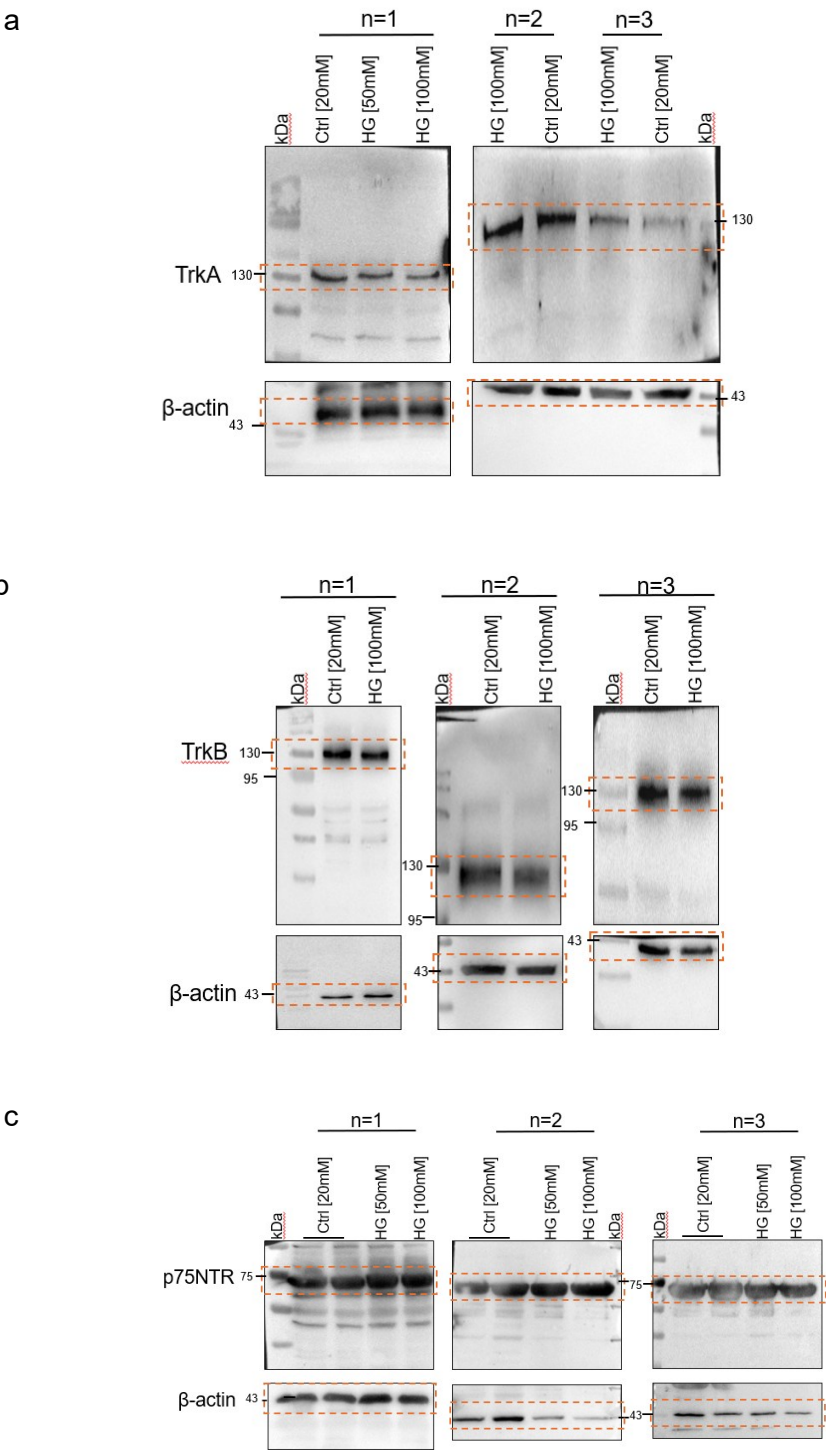 a
n=1
n=2
n=3
kDa
Ctrl [20mM]
HG [50mM]
HG [100mM]
HG [100mM]
Ctrl [20mM]
HG [100mM]
Ctrl [20mM]
kDa
TrkA
130
130
β-actin
43
43
n=1
n=2
n=3
kDa
Ctrl [20mM]
HG [100mM]
kDa
Ctrl [20mM]
HG [100mM]
kDa
Ctrl [20mM]
HG [100mM]
TrkB
130
95
130
95
130
95
β-actin
43
43
43
c
n=1
n=2
n=3
kDa
Ctrl [20mM]
HG [50mM]
HG [100mM]
Ctrl [20mM]
HG [50mM]
HG [100mM]
kDa
kDa
Ctrl [20mM]
HG [50mM]
HG [100mM]
p75NTR
75
75
β-actin
43
43